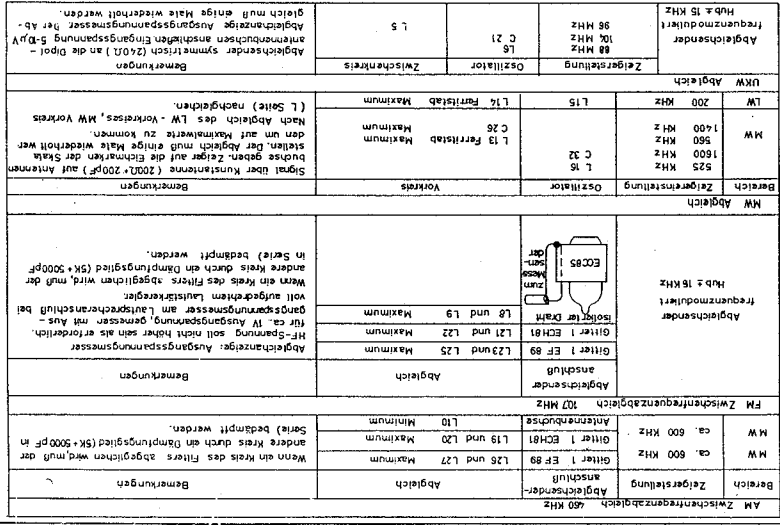 AM Zwischenfrequenzabgleich 460 kHZ
Bereich Zeigerstellung Abgleichsender- anschluß Abgleich Bemerkungen
MW ca. 600 KHz Gitter 1 EF 89 L26 und L27 Maximum
MW ca. 600 KHz Gitter 1 ECH81 L19 und L20 Maximum
Antennenbuchse L10 Minimum
Wenn ein Kreis des Filters abgeglichen wird, muß der
andere Kreis durch ein Dämpfungsglied (5K+5000pF in
Serie) bedämpft werden.
FM Zwischenfrequenzabgleich 10,7 MHZ
Abgleichsender
anschluß
Abgleich
Bemerkungen
Abgleichsender
frequenzmoduliert
Hub ± 15 KHz
Gitter 1 EF 89 L23 und L25 Maximum
Gitter 1 ECH81 L21 und L22 Maximum
isolierter Draht L8 und L9 Maximum
zum
Mess-
sen-
der
ECC85
Abgleichanzeige: Ausgangsspannungsmesser
HF-Spannung soll nicht höher sein als erforderlich.
für ca. 1V Ausgangspannung, gemessen mit Aus-
gangsspannungsmesser am Lautsprecheranschluß bei
voll aufgedrehtem Lautstärkeregler.
Wenn ein Kreis des Filters abgeglichen wird, muß der
andere Kreis durch ein Dämpfungsglied (5K+5000pF
in Serie) bedämpft werden.
MW Abgleich
Bereich Zeigereinstellung Oszillator Vorkreis Bemerkungen
MW
525 KHz L 16
1600 KHz C 32
560 KHz L 13 Ferritstab Maximum
1400 KHz C 26 Maximum
Signal über Kunstantenne (200Ω+200pF) auf Antennen
buchse geben. Zeiger auf die Eichmarken der Skala
stellen. Der Abgleich muß einige Male wiederholt wer
den um auf Maximalwerte zu kommen.
Nach Abgleich des LW-Vorkreises, MW Vorkreis
(L Seite) nachgleichen.
LW 200 KHz L15 L14 Ferritstab Maximum
UKW Abgleich
Zeigerstellung Oszillator Zwischenkreis Bemerkungen
Abgleichsender
frequenzmoduliert
Hub ± 15 KHz
88 MHz L6
104 MHz C 21
96 MHz L 5
Abgleichsender symmetrisch (240Ω) an die Dipol-
antennenbuchsen anschließen Eingangsspannung 5-10µV
Abgleichanzeige Ausgangsspannungsmesser. Der Ab-
gleich muß einige Male wiederholt werden.